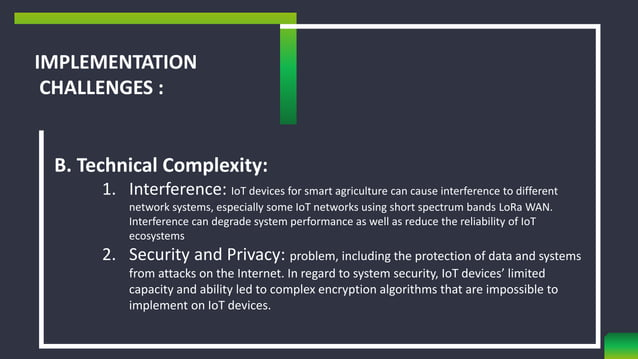 IMPLEMENTATION
CHALLENGES :
B. Technical Complexity:
1. Interference: IoT devices for smart agriculture can cause interference to different
network systems, especially some IoT networks using short spectrum bands LoRa WAN.
Interference can degrade system performance as well as reduce the reliability of IoT
ecosystems
2. Security and Privacy: problem, including the protection of data and systems
from attacks on the Internet. In regard to system security, IoT devices’ limited
capacity and ability led to complex encryption algorithms that are impossible to
implement on IoT devices.